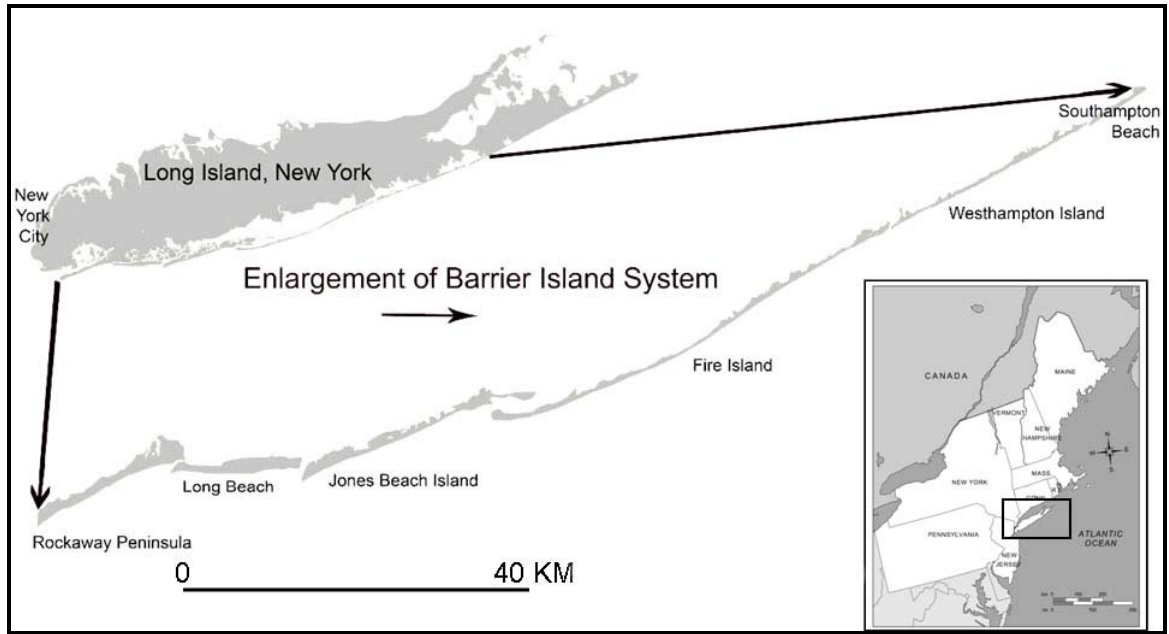 Long Island, New York
New
York
City
Southampton
Beach
Westhampton Island
Enlargement of Barrier Island System
Fire Island
Jones Beach Island
Long Beach
Rockaway Peninsula
0 40 KM
CANADA
MAINE
VERMONT
NEW
HAMPSHIRE
MASS.
NEW YORK
CONN.
R.I.
PENNSYLVANIA
NEW
JERSEY
ATLANTIC
OCEAN
N
W E
S